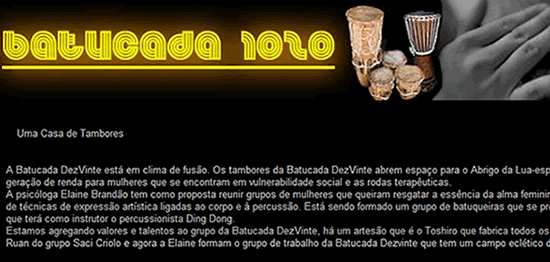 batucada 1020
Uma Casa de Tambores
A Batucada DezVinte está em clima de fusão. Os tambores da Batucada DezVinte abrem espaço para o Abrigo da Lua-esp
geração de renda para mulheres que se encontram em vulnerabilidade social e as rodas terapêuticas.
A psicóloga Elaine Brandão tem como proposta reunir grupos de mulheres que queiram resgatar a essência da alma feminin
de técnicas de expressão artística ligadas ao corpo e à percussão. Está sendo formado um grupo de batuqueiras que se pr
que terá como instrutor o percussionista Ding Dong.
Estamos agregando valores e talentos ao grupo da Batucada DezVinte, há um artesão que é o Toshiro que fabrica todos os
Ruan do grupo Saci Criolo e agora a Elaine formam o grupo de trabalho da Batucada Dezvinte que tem um campo eclético d